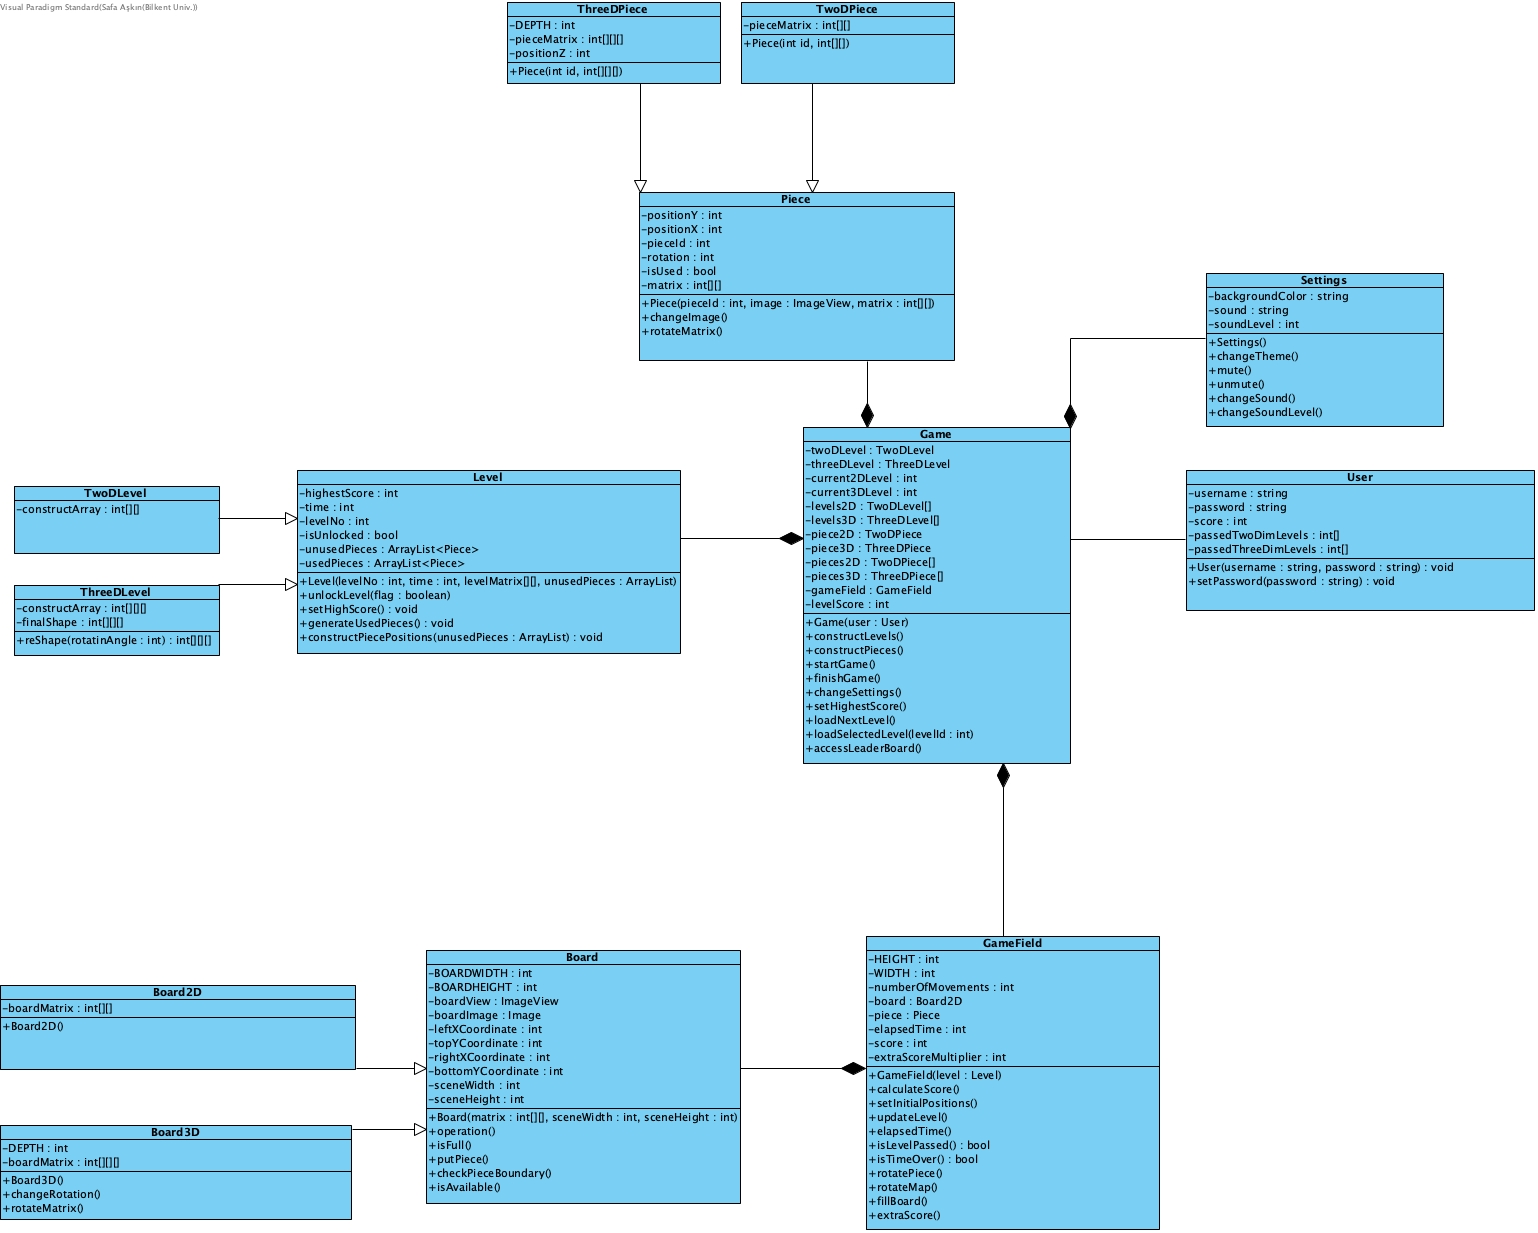 Visual Paradigm Standard(Safa Aşkın(Bilkent Univ.))
ThreeDPiece
-DEPTH : int
-pieceMatrix : int[][][]
-positionZ : int
+Piece(int id, int[][][])
TwoDPiece
-pieceMatrix : int[][]
+Piece(int id, int[][])
Piece
-positionY : int
-positionX : int
-pieceId : int
-rotation : int
-isUsed : bool
-matrix : int[][]
+Piece(pieceId : int, image : ImageView, matrix : int[][])
+changeImage()
+rotateMatrix()
Settings
-backgroundColor : string
-sound : string
-soundLevel : int
+Settings()
+changeTheme()
+mute()
+unmute()
+changeSound()
+changeSoundLevel()
Game
-twoDLevel : TwoDLevel
-threeDLevel : ThreeDLevel
-current2DLevel : int
-current3DLevel : int
-levels2D : TwoDLevel[]
-levels3D : ThreeDLevel[]
-piece2D : TwoDPiece
-piece3D : ThreeDPiece
-pieces2D : TwoDPiece[]
-pieces3D : ThreeDPiece[]
-gameField : GameField
-levelScore : int
+Game(user : User)
+constructLevels()
+constructPieces()
+startGame()
+finishGame()
+changeSettings()
+setHighestScore()
+loadNextLevel()
+loadSelectedLevel(levelId : int)
+accessLeaderBoard()
User
-username : string
-password : string
-score : int
-passedTwoDimLevels : int[]
-passedThreeDimLevels : int[]
+User(username : string, password : string) : void
+setPassword(password : string) : void
Level
-highestScore : int
-time : int
-levelNo : int
-isUnlocked : bool
-unusedPieces : ArrayList<Piece>
-usedPieces : ArrayList<Piece>
+Level(levelNo : int, time : int, levelMatrix[][], unusedPieces : ArrayList)
+unlockLevel(flag : boolean)
+setHighScore() : void
+generateUsedPieces() : void
+constructPiecePositions(unusedPieces : ArrayList) : void
TwoDLevel
-constructArray : int[][]
ThreeDLevel
-constructArray : int[][][]
-finalShape : int[][][]
+reShape(rotatinAngle : int) : int[][][]
Board2D
-boardMatrix : int[][]
+Board2D()
Board3D
-DEPTH : int
-boardMatrix : int[][][]
+Board3D()
+changeRotation()
+rotateMatrix()
Board
-BOARDWIDTH : int
-BOARDHEIGHT : int
-boardView : ImageView
-boardImage : Image
-leftXCoordinate : int
-topYCoordinate : int
-rightXCoordinate : int
-bottomYCoordinate : int
-sceneWidth : int
-sceneHeight : int
+Board(matrix : int[][], sceneWidth : int, sceneHeight : int)
+operation()
+isFull()
+putPiece()
+checkPieceBoundary()
+isAvailable()
GameField
-HEIGHT : int
-WIDTH : int
-numberOfMovements : int
-board : Board2D
-piece : Piece
-elapsedTime : int
-score : int
-extraScoreMultiplier : int
+GameField(level : Level)
+calculateScore()
+setInitialPositions()
+updateLevel()
+elapsedTime()
+isLevelPassed() : bool
+isTimeOver() : bool
+rotatePiece()
+rotateMap()
+fillBoard()
+extraScore()